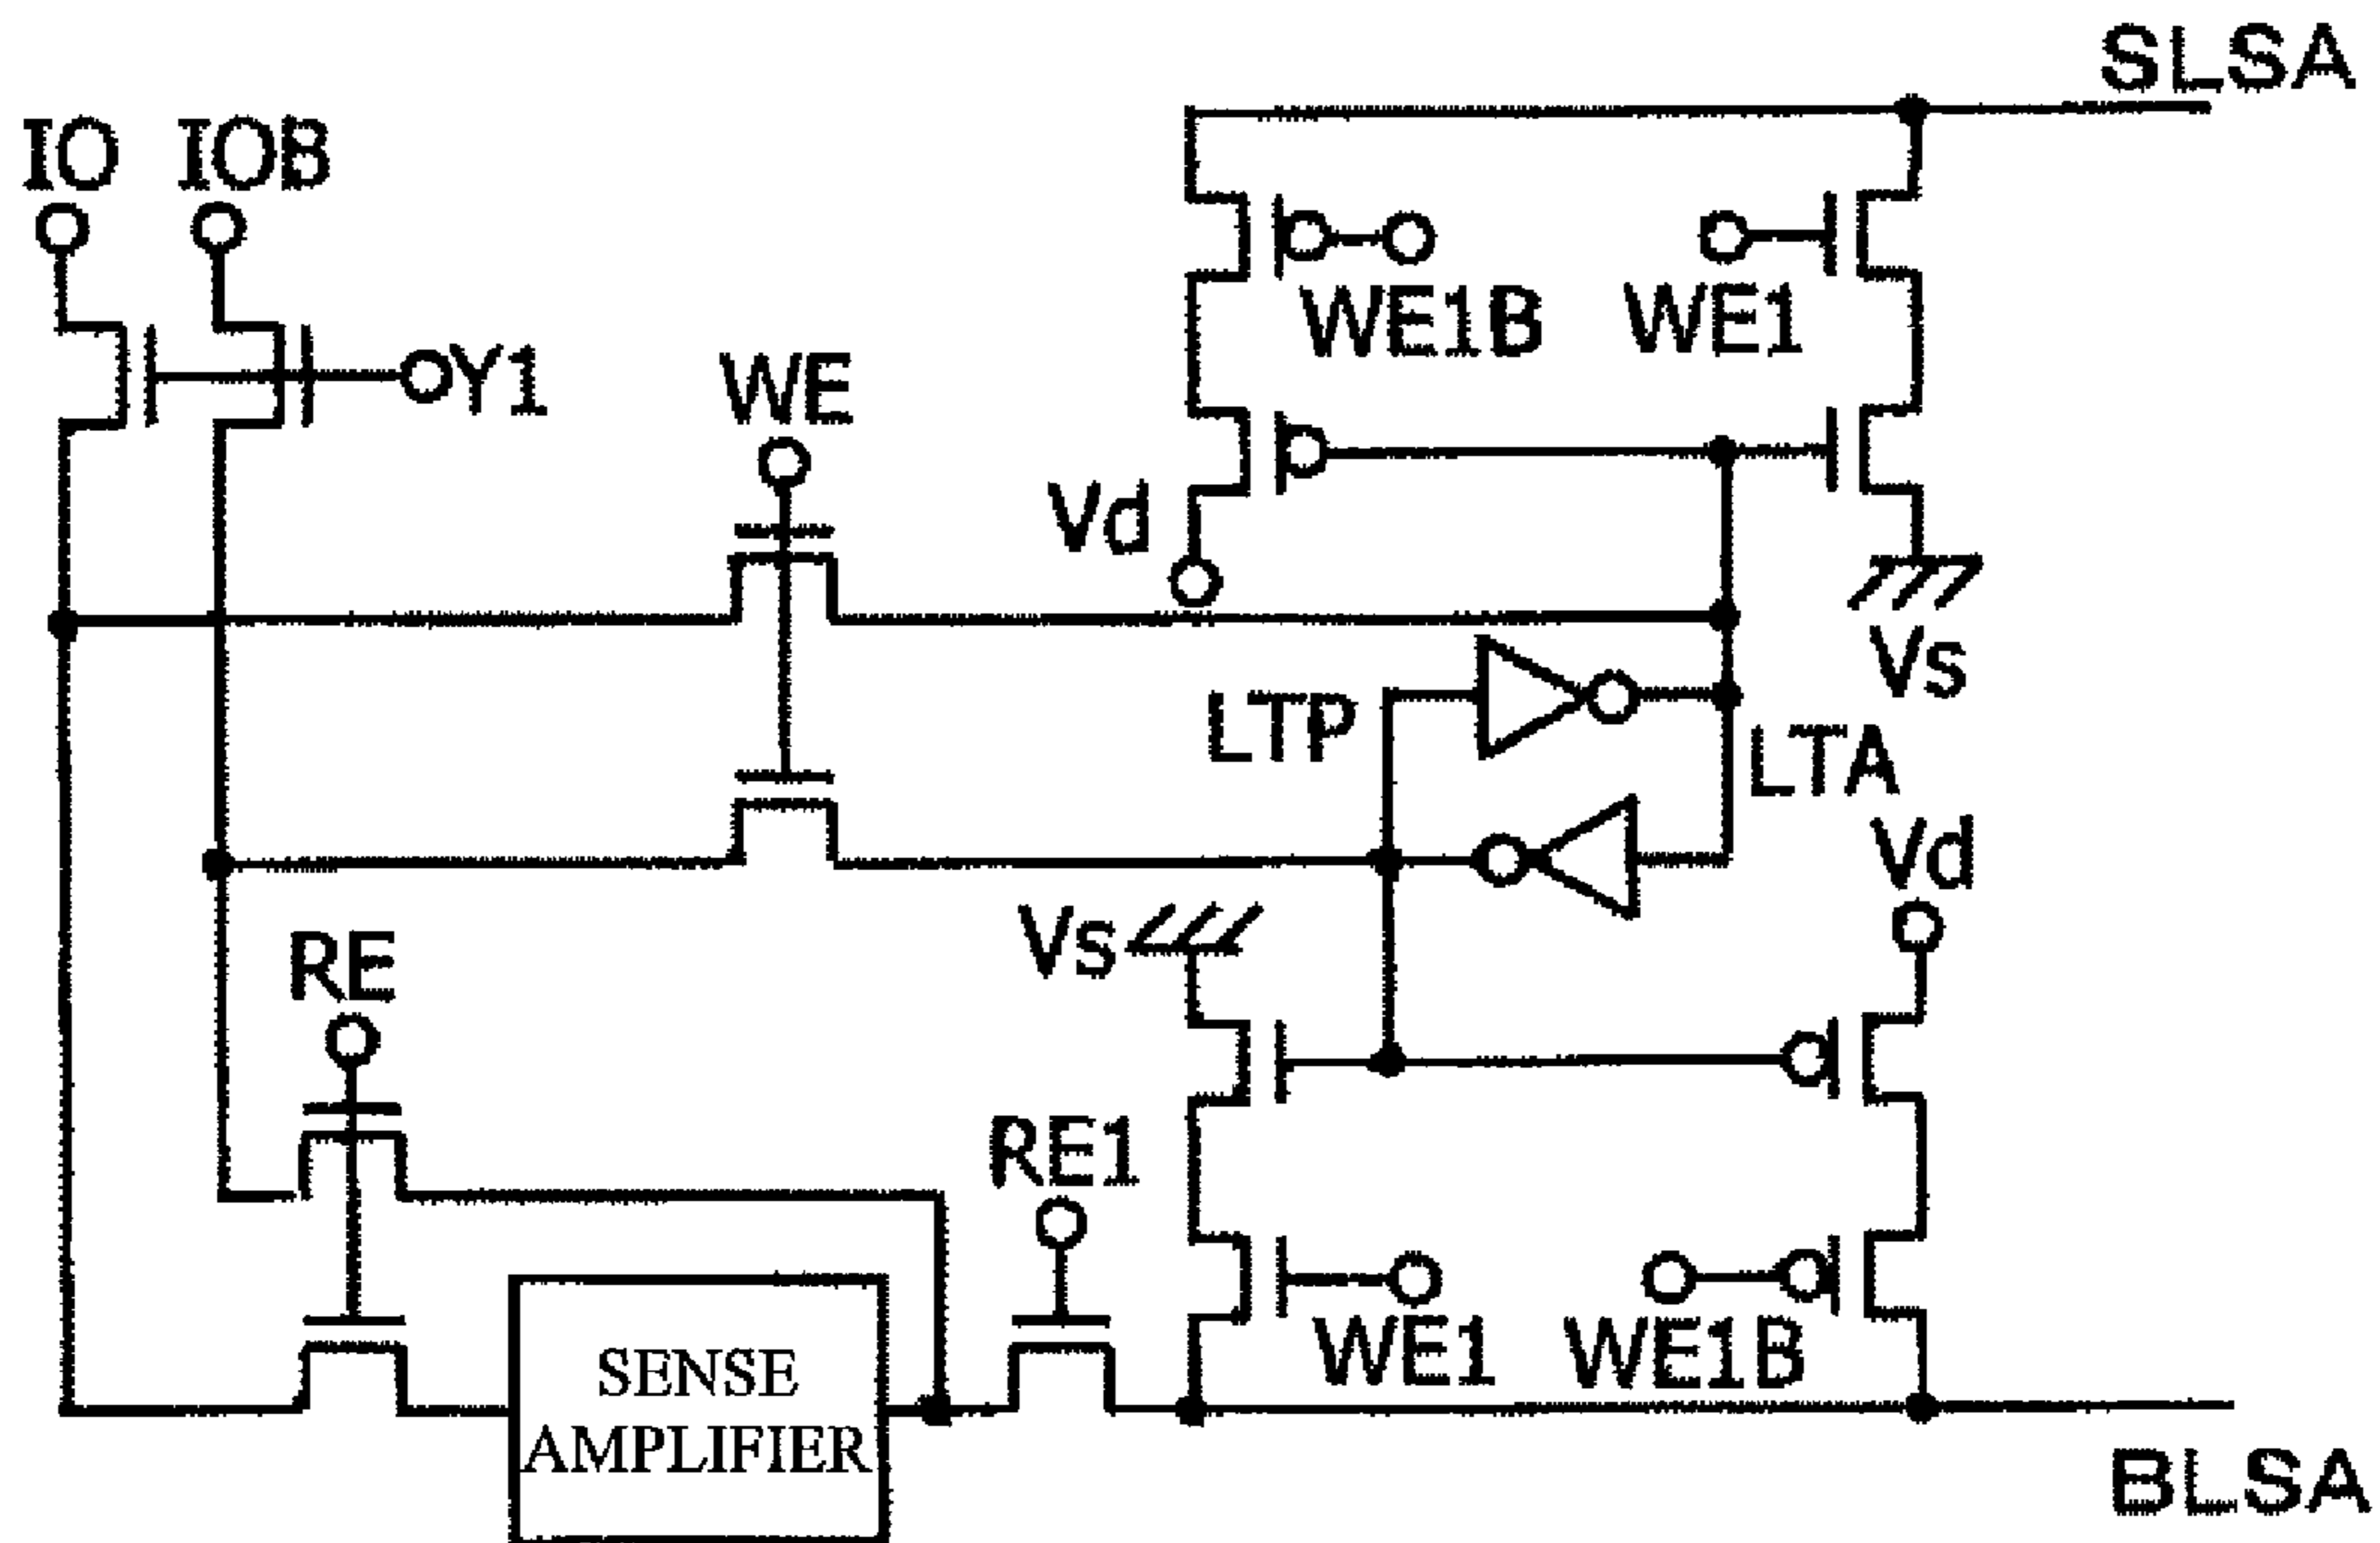 SLSA
IO IOB
WE1B WE1
Y1
WE
Vd
Vs
LTP
LTA
Vd
Vs
RE
RE1
WE1 WE1B
SENSE
AMPLIFIER
BLSA